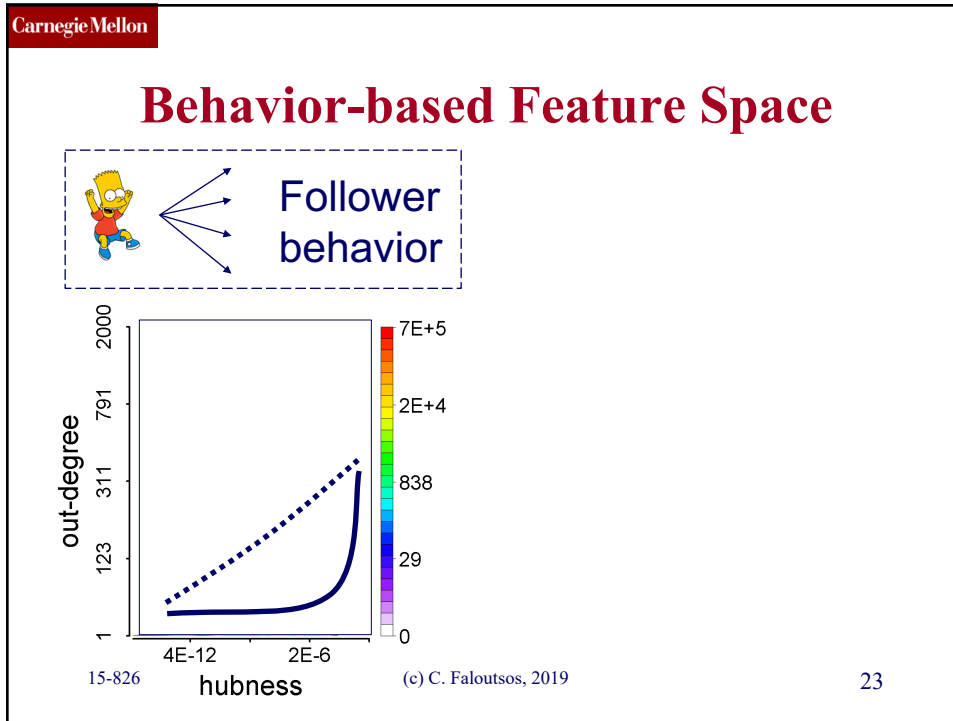 Carnegie Mellon
Behavior-based Feature Space
Follower
behavior
out-degree
2000
791
311
123
1
4E-12
2E-6
hubness
7E+5
2E+4
838
29
0
15-826
(c) C. Faloutsos, 2019
23